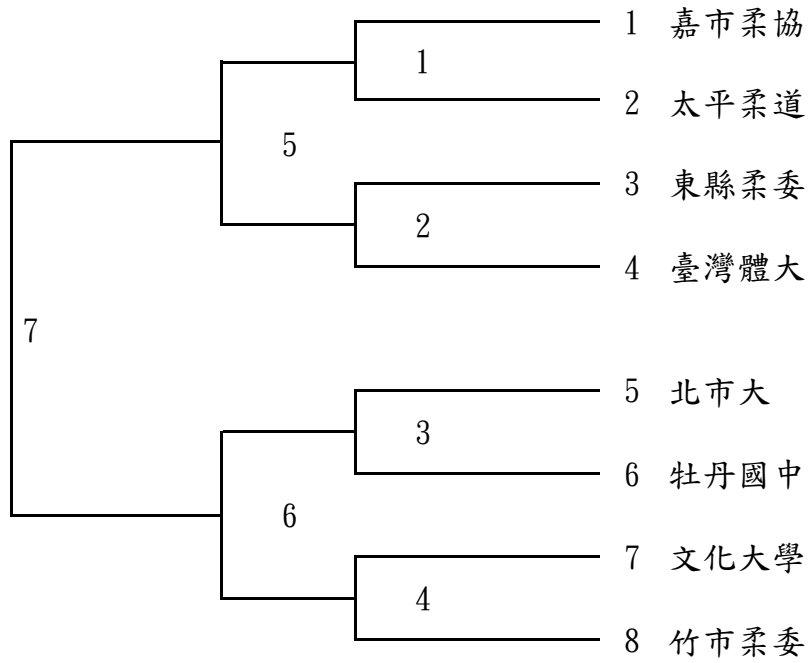 1 嘉市柔協
1
2 太平柔道
5
3 東縣柔委
2
4 臺灣體大
7
5 北市大
3
6 牡丹國中
6
7 文化大學
4
8 竹市柔委